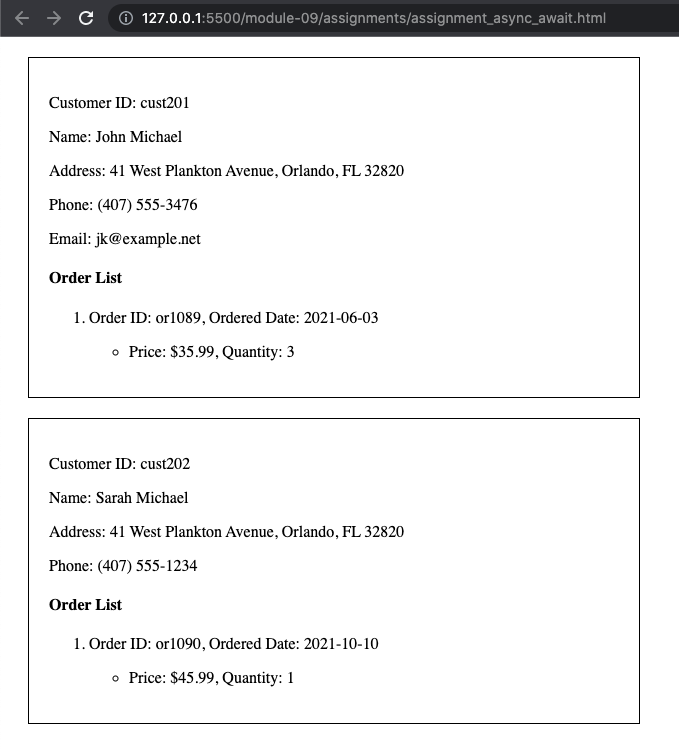 127.0.0.1:5500/module-09/assignments/assignment_async_await.html
Customer ID: cust201
Name: John Michael
Address: 41 West Plankton Avenue, Orlando, FL 32820
Phone: (407) 555-3476
Email: jk@example.net
Order List
1. Order ID: or1089, Ordered Date: 2021-06-03
◦ Price: $35.99, Quantity: 3
Customer ID: cust202
Name: Sarah Michael
Address: 41 West Plankton Avenue, Orlando, FL 32820
Phone: (407) 555-1234
Order List
1. Order ID: or1090, Ordered Date: 2021-10-10
◦ Price: $45.99, Quantity: 1